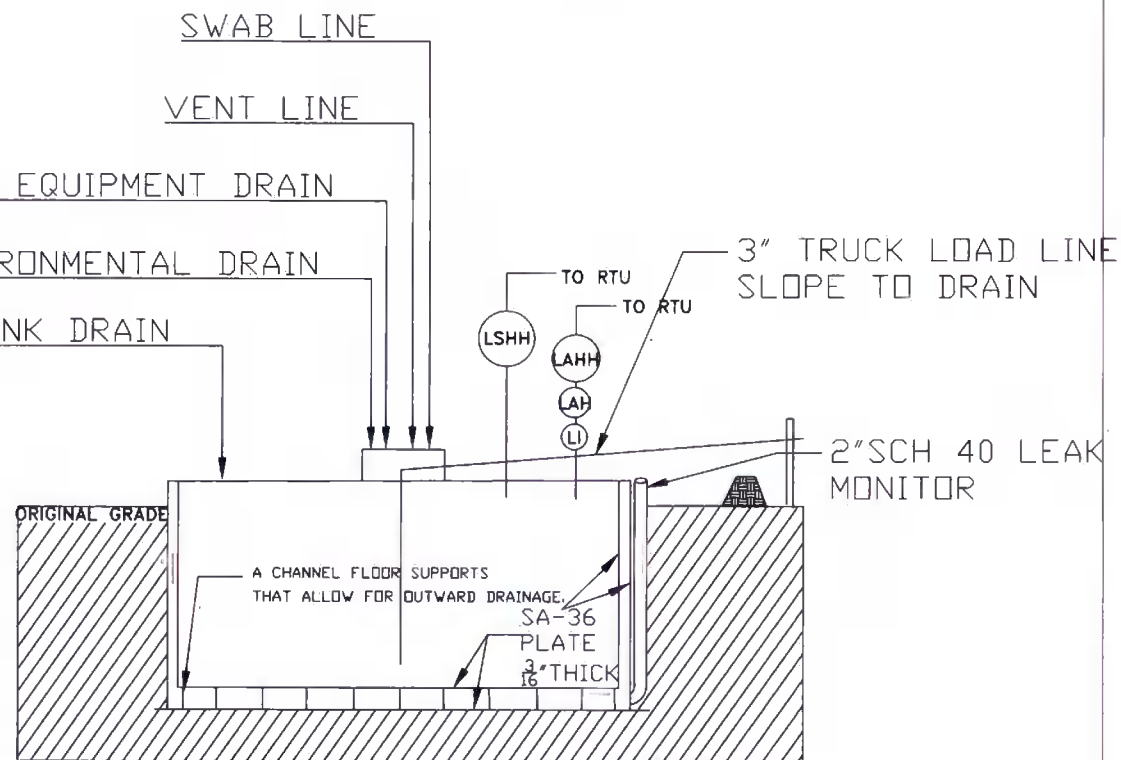 SWAB LINE
VENT LINE
EQUIPMENT DRAIN
RONMENTAL DRAIN
NK DRAIN
TO RTU
TO RTU
LSHH
LAHH
LAH
LI
3" TRUCK LOAD LINE
SLOPE TO DRAIN
2"SCH 40 LEAK
MONITOR
ORIGINAL GRADE
A CHANNEL FLOOR SUPPORTS
THAT ALLOW FOR OUTWARD DRAINAGE.
SA-36
PLATE
3/16"THICK